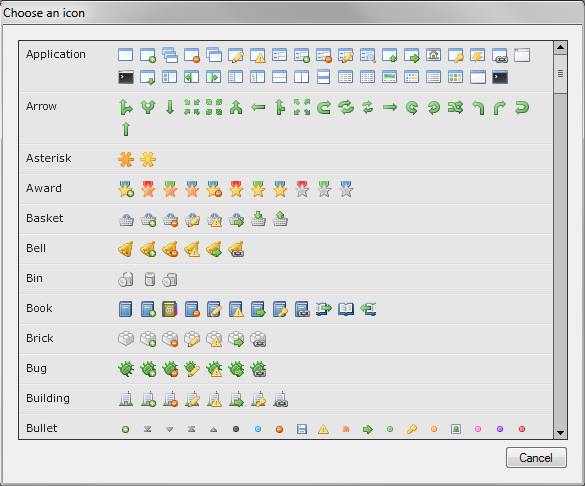 Choose an icon
Application
Arrow
Asterisk
Award
Basket
Bell
Bin
Book
Brick
Bug
Building
Bullet
Cancel